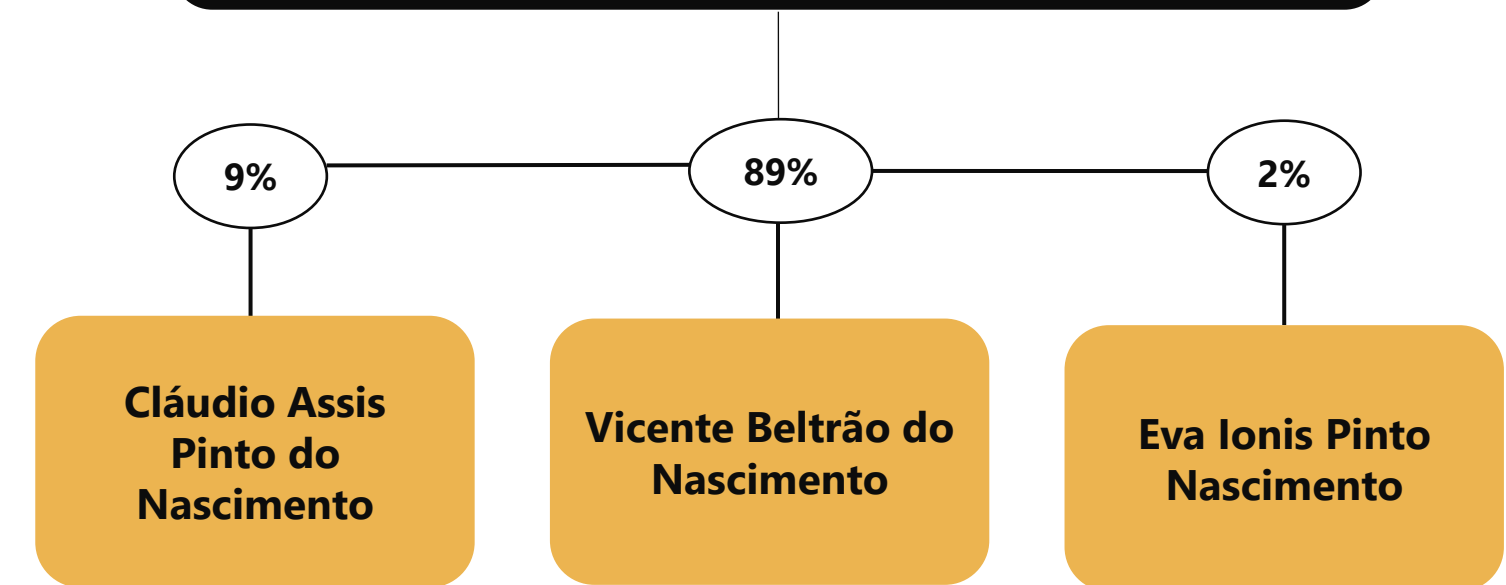 9%
89%
2%
Cláudio Assis
Pinto do
Nascimento
Vicente Beltrão do
Nascimento
Eva Ionis Pinto
Nascimento